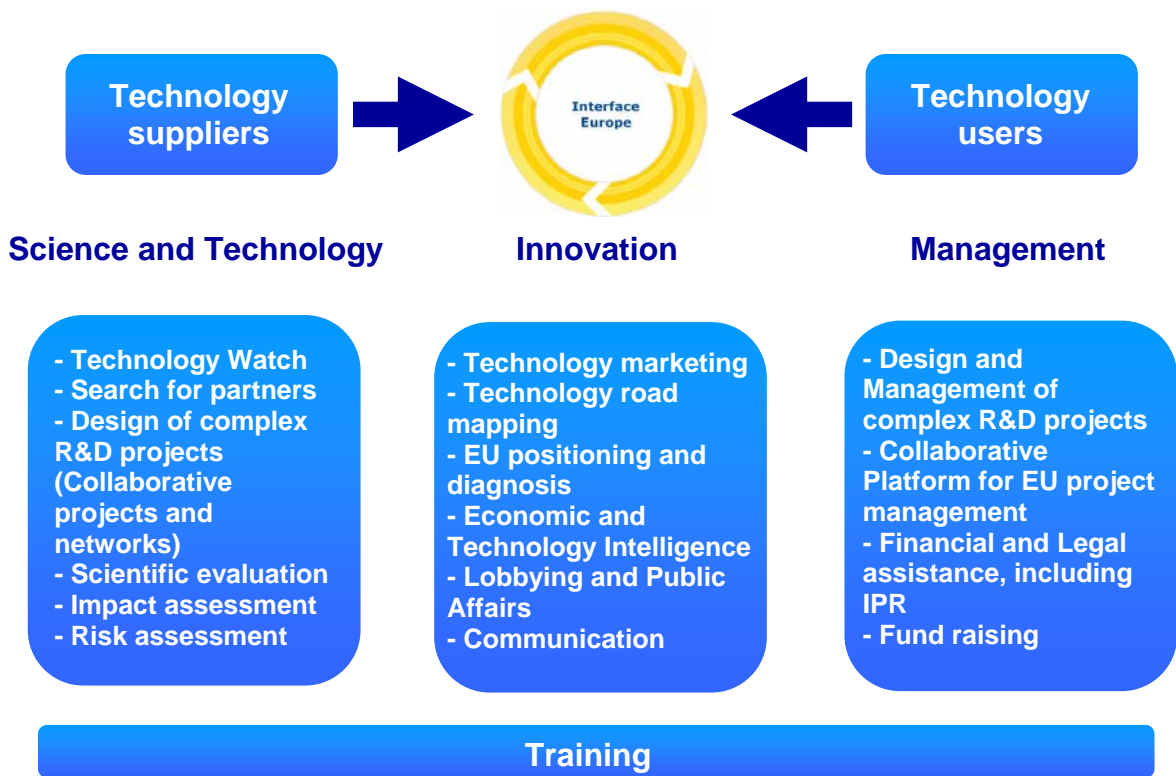 Technology
suppliers
Interface
Europe
Technology
users
Science and Technology
Innovation
Management
- Technology Watch
- Search for partners
- Design of complex
R&D projects
(Collaborative
projects and
networks)
- Scientific evaluation
- Impact assessment
- Risk assessment
- Technology marketing
- Technology road
mapping
- EU positioning and
diagnosis
- Economic and
Technology Intelligence
- Lobbying and Public
Affairs
- Communication
- Design and
Management of
complex R&D projects
- Collaborative
Platform for EU project
management
- Financial and Legal
assistance, including
IPR
- Fund raising
Training